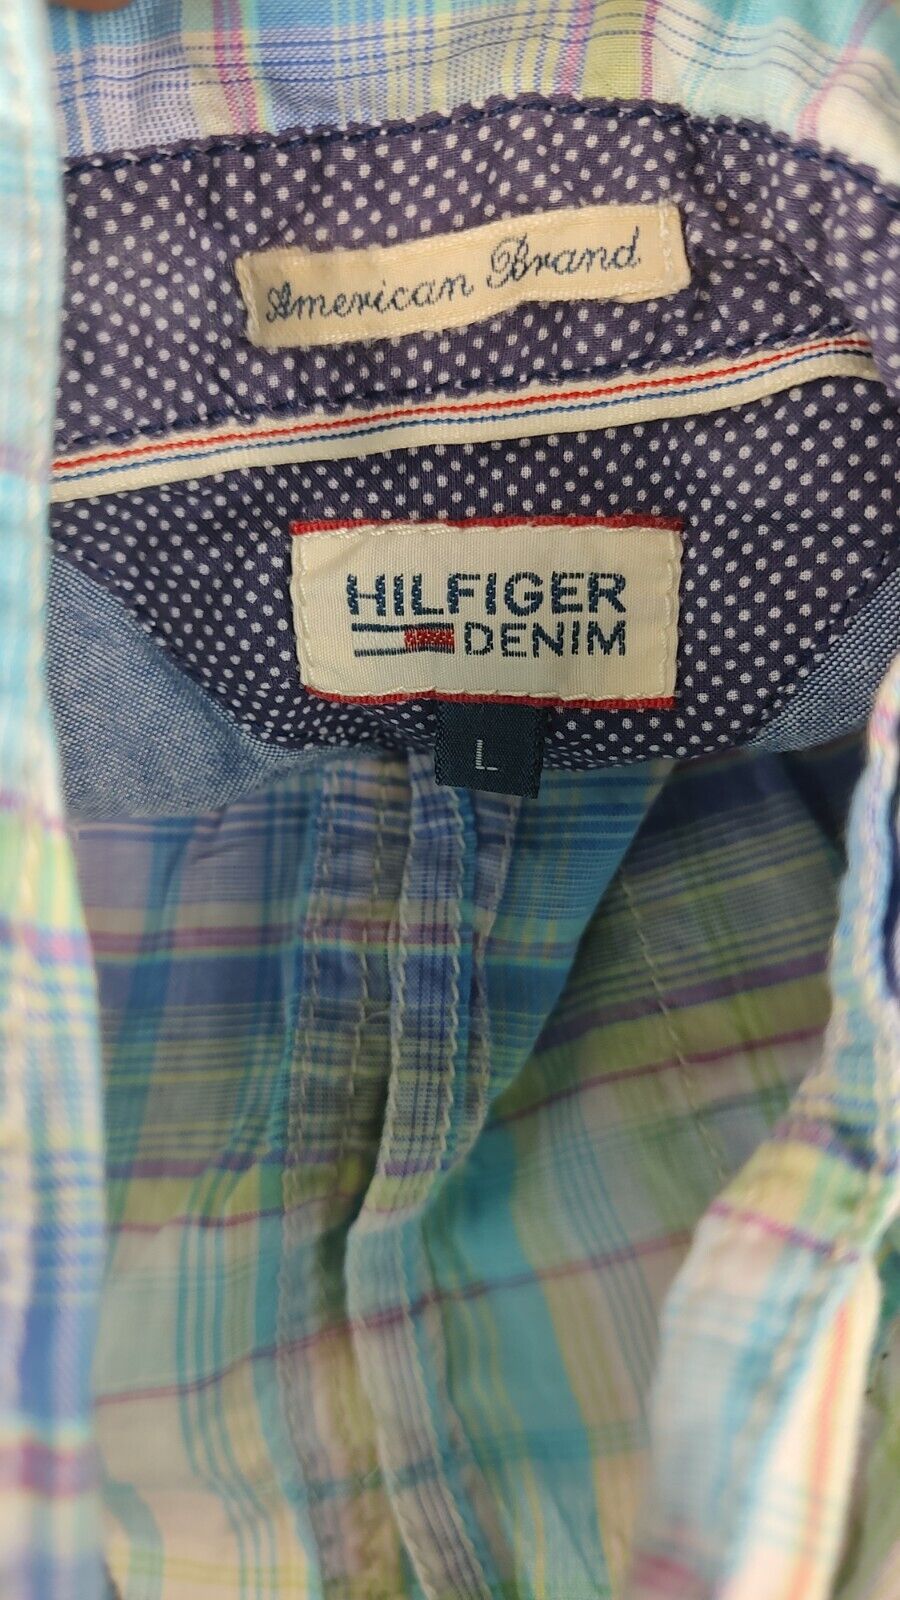 American Brand
HILFIGER
DENIM
L